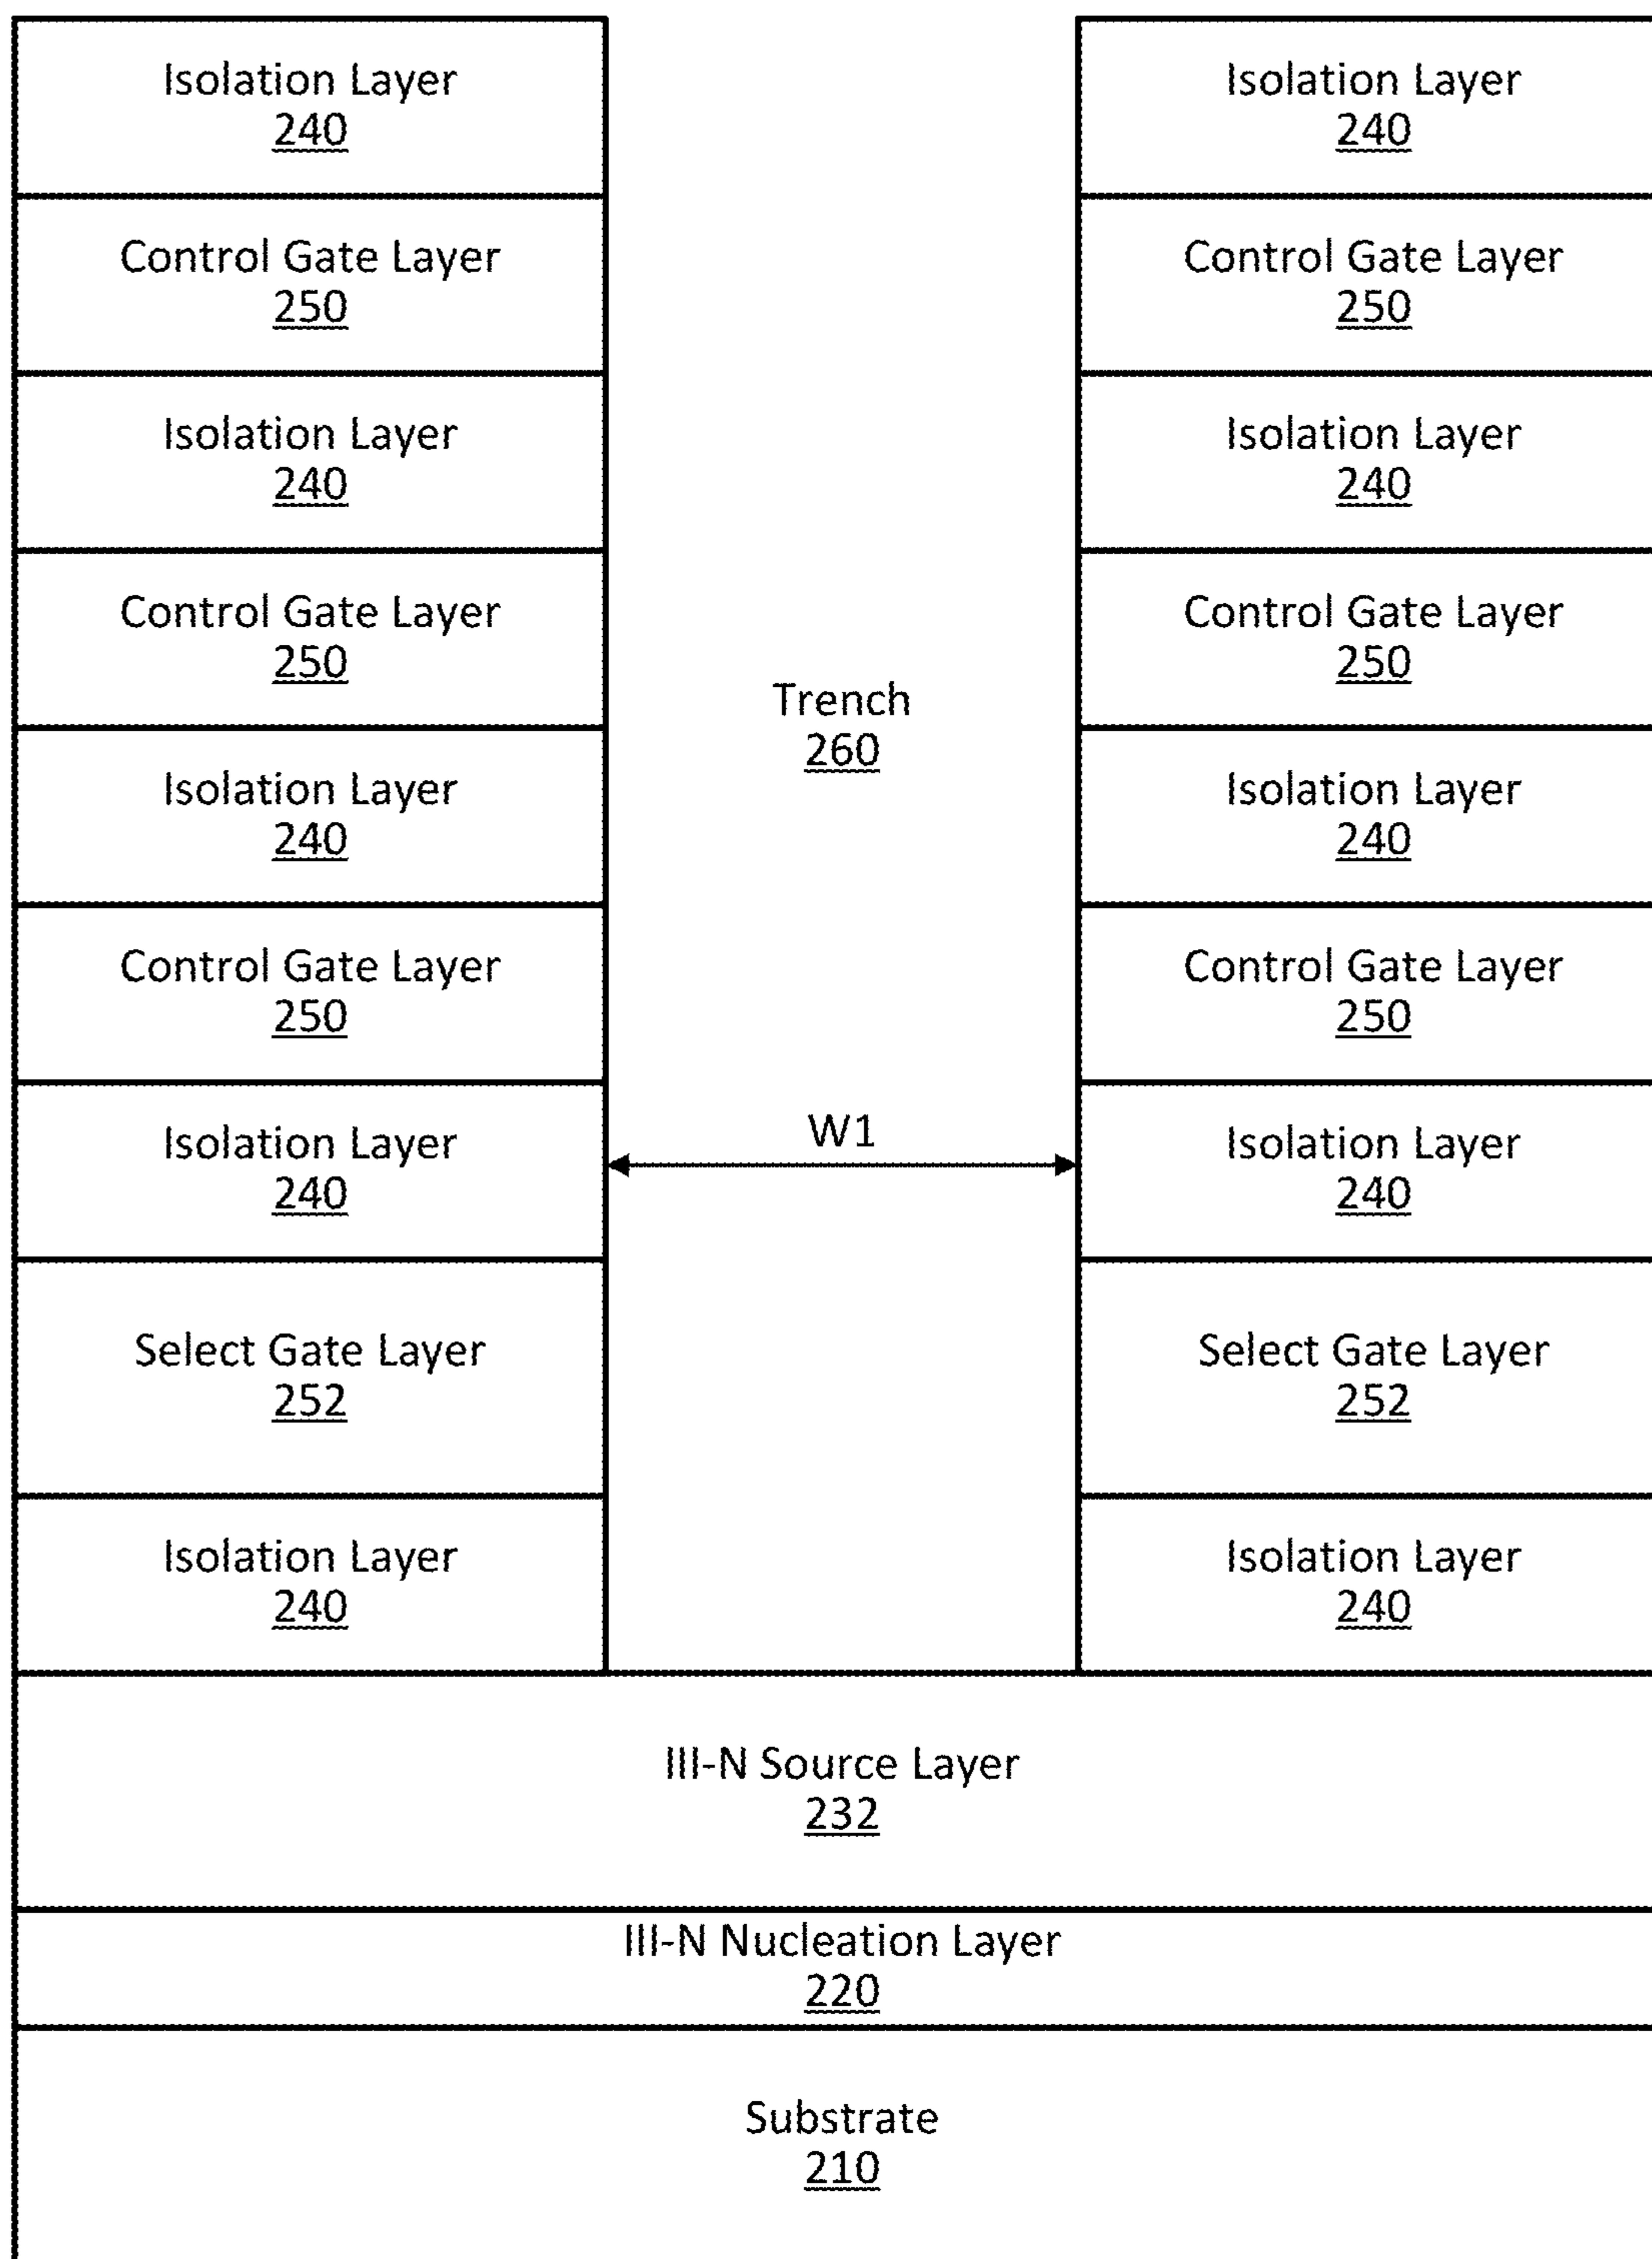 Isolation Layer
240
Isolation Layer
240
Control Gate Layer
250
Control Gate Layer
250
Isolation Layer
240
Isolation Layer
240
Control Gate Layer
250
Control Gate Layer
250
Trench
260
Isolation Layer
240
Isolation Layer
240
Control Gate Layer
250
Control Gate Layer
250
Isolation Layer
240
W1
Isolation Layer
240
Select Gate Layer
252
Select Gate Layer
252
Isolation Layer
240
Isolation Layer
240
III-N Source Layer
232
III-N Nucleation Layer
220
Substrate
210